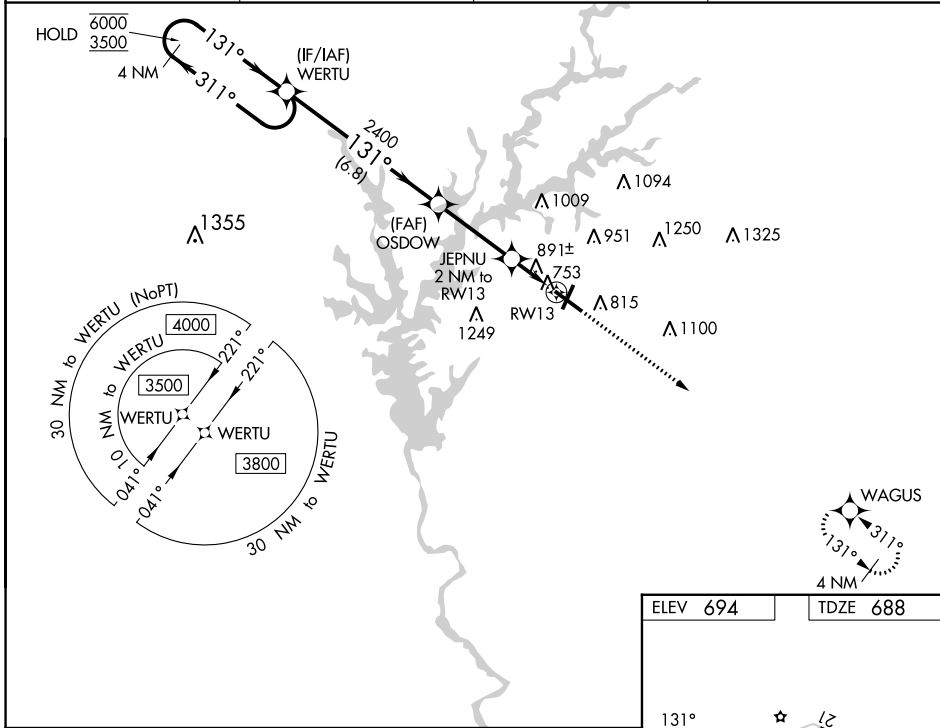 HOLD 6000
3500
4 NM
131°
311°
(IF/IAF)
WERTU
2400
131°
(6.8)
(FAF)
OSDOW
JEPNU
2 NM to
RW13
RW13
1355
1094
1009
951
1250
1325
891±
753
815
1249
1100
30 NM to WERTU (NoPT)
4000
10 NM to WERTU
3500
221°
221°
WERTU
WERTU
3800
041°
041°
30 NM to WERTU
WAGUS
311°
131°
4 NM
ELEV 694
TDZE 688
131°
21